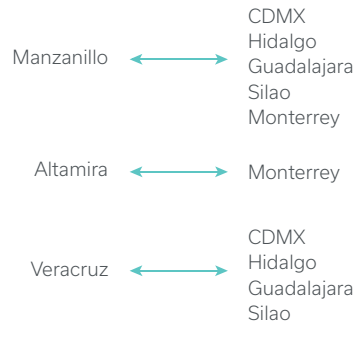 Manzanillo
CDMX
Hidalgo
Guadalajara
Silao
Monterrey
Altamira
Monterrey
Veracruz
CDMX
Hidalgo
Guadalajara
Silao